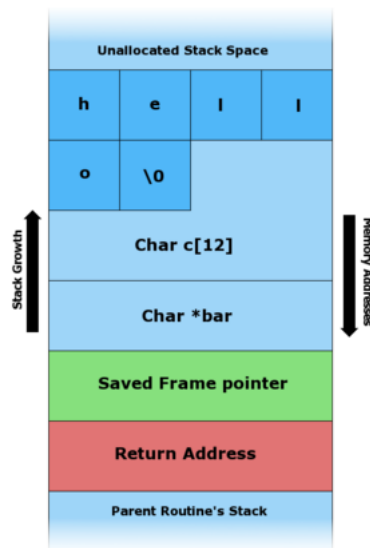 Unallocated Stack Space
h e l l
o \0
Char c[12]
Char *bar
Saved Frame pointer
Return Address
Parent Routine's Stack
Stack Growth
Memory Addresses